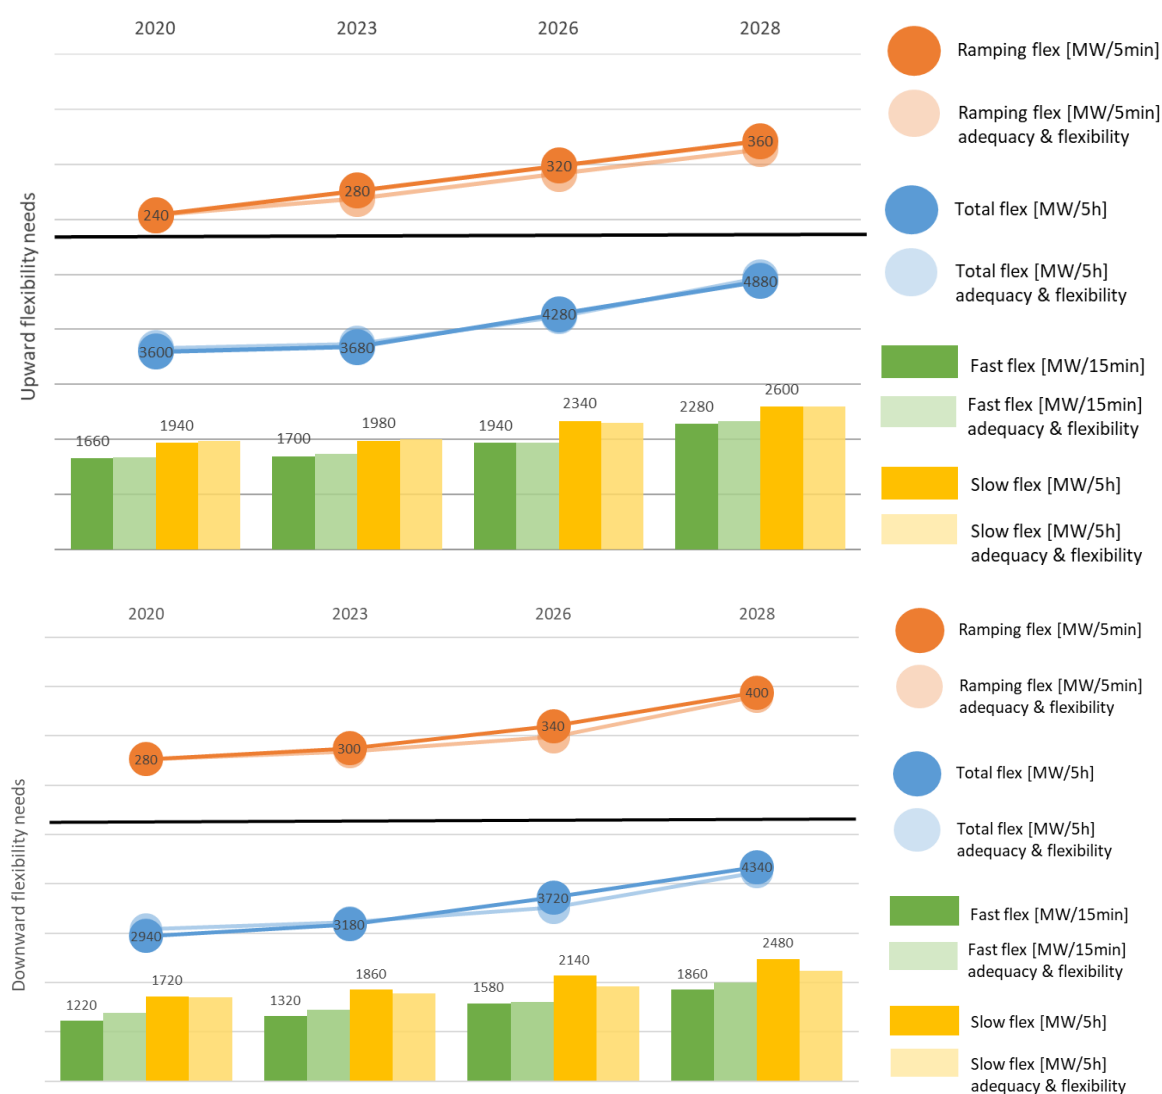 2020 2023 2026 2028
Ramping flex [MW/5min]
Ramping flex [MW/5min]
adequacy & flexibility
240 280 320 360
Total flex [MW/5h]
Total flex [MW/5h]
adequacy & flexibility
3600 3680 4280 4880
Upward flexibility needs
Fast flex [MW/15min]
Fast flex [MW/15min]
adequacy & flexibility
1660 1940 1700 1980 1940 2340 2280 2600
Slow flex [MW/5h]
Slow flex [MW/5h]
adequacy & flexibility
2020 2023 2026 2028
Ramping flex [MW/5min]
Ramping flex [MW/5min]
adequacy & flexibility
280 300 340 400
Total flex [MW/5h]
Total flex [MW/5h]
adequacy & flexibility
2940 3180 3720 4340
Downward flexibility needs
Fast flex [MW/15min]
Fast flex [MW/15min]
adequacy & flexibility
1220 1720 1320 1860 1580 2140 1860 2480
Slow flex [MW/5h]
Slow flex [MW/5h]
adequacy & flexibility